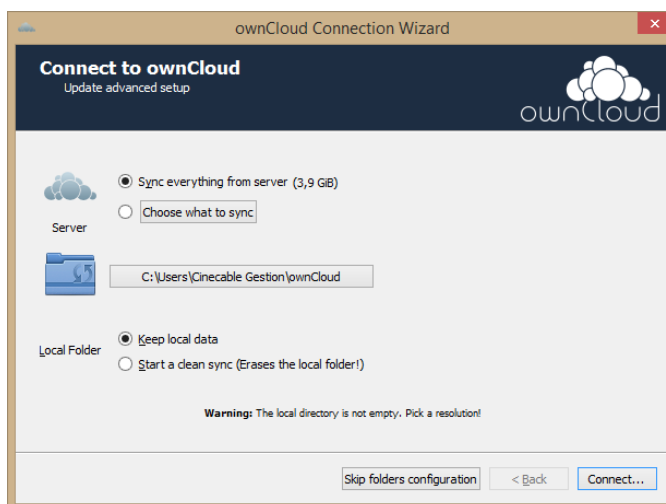 ownCloud Connection Wizard
Connect to ownCloud
Update advanced setup
ownCloud
Sync everything from server (3,9 GiB)
Choose what to sync
Server
C:\Users\Cinecable Gestion\ownCloud
Keep local data
Local Folder
Start a clean sync (Erases the local folder!)
Warning: The local directory is not empty. Pick a resolution!
Skip folders configuration
< Back
Connect...